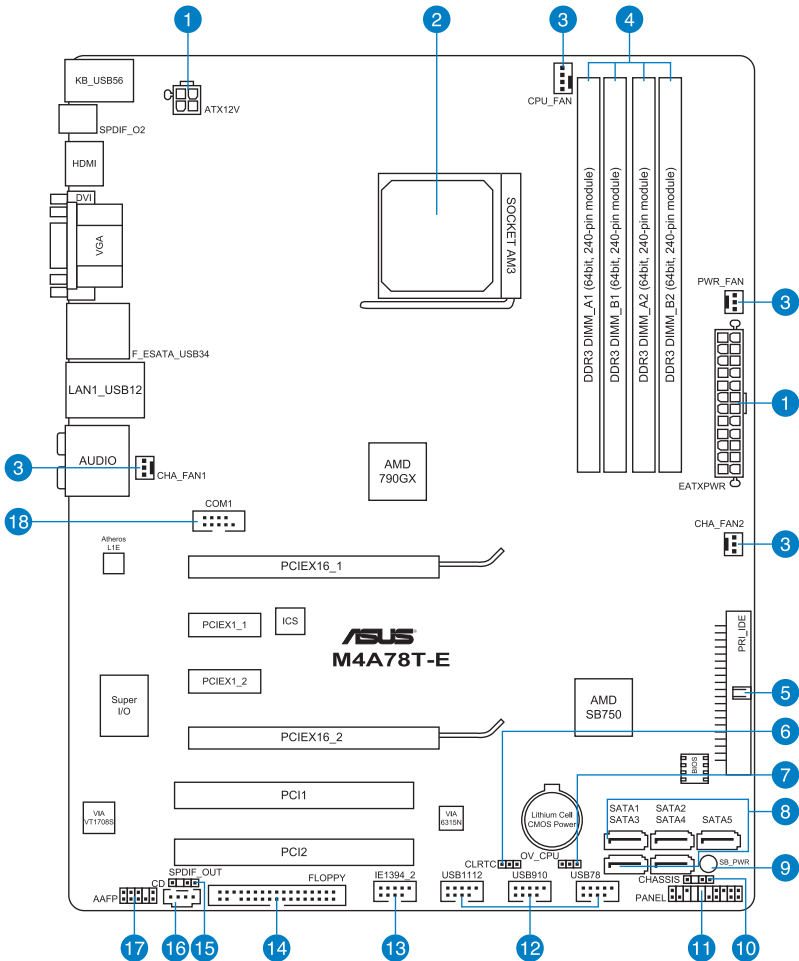 1
2
3
4
KB_USB56
ATX12V
CPU_FAN
SPDIF_O2
HDMI
DVI
VGA
SOCKET AM3
DDR3 DIMM_A1 (64bit, 240-pin module)
DDR3 DIMM_B1 (64bit, 240-pin module)
DDR3 DIMM_A2 (64bit, 240-pin module)
DDR3 DIMM_B2 (64bit, 240-pin module)
PWR_FAN
3
F_ESATA_USB34
LAN1_USB12
1
AUDIO
3
CHA_FAN1
AMD
790GX
EATXPWR
COM1
18
CHA_FAN2
3
Atheros
L1E
PCIEX16_1
PCIEX1_1
ICS
PRI_IDE
ASUS
M4A78T-E
PCIEX1_2
Super
I/O
AMD
SB750
5
PCIEX16_2
6
BIOS
7
PCI1
VIA
VT1708S
VIA
6315N
Lithium Cell
CMOS Power
SATA1
SATA3
SATA2
SATA4
SATA5
8
PCI2
OV_CPU
CLRTC
SB_PWR
9
SPDIF_OUT
CD
FLOPPY
IE1394_2
USB1112
USB910
USB78
CHASSIS
AAFP
PANEL
17
16
15
14
13
12
11
10